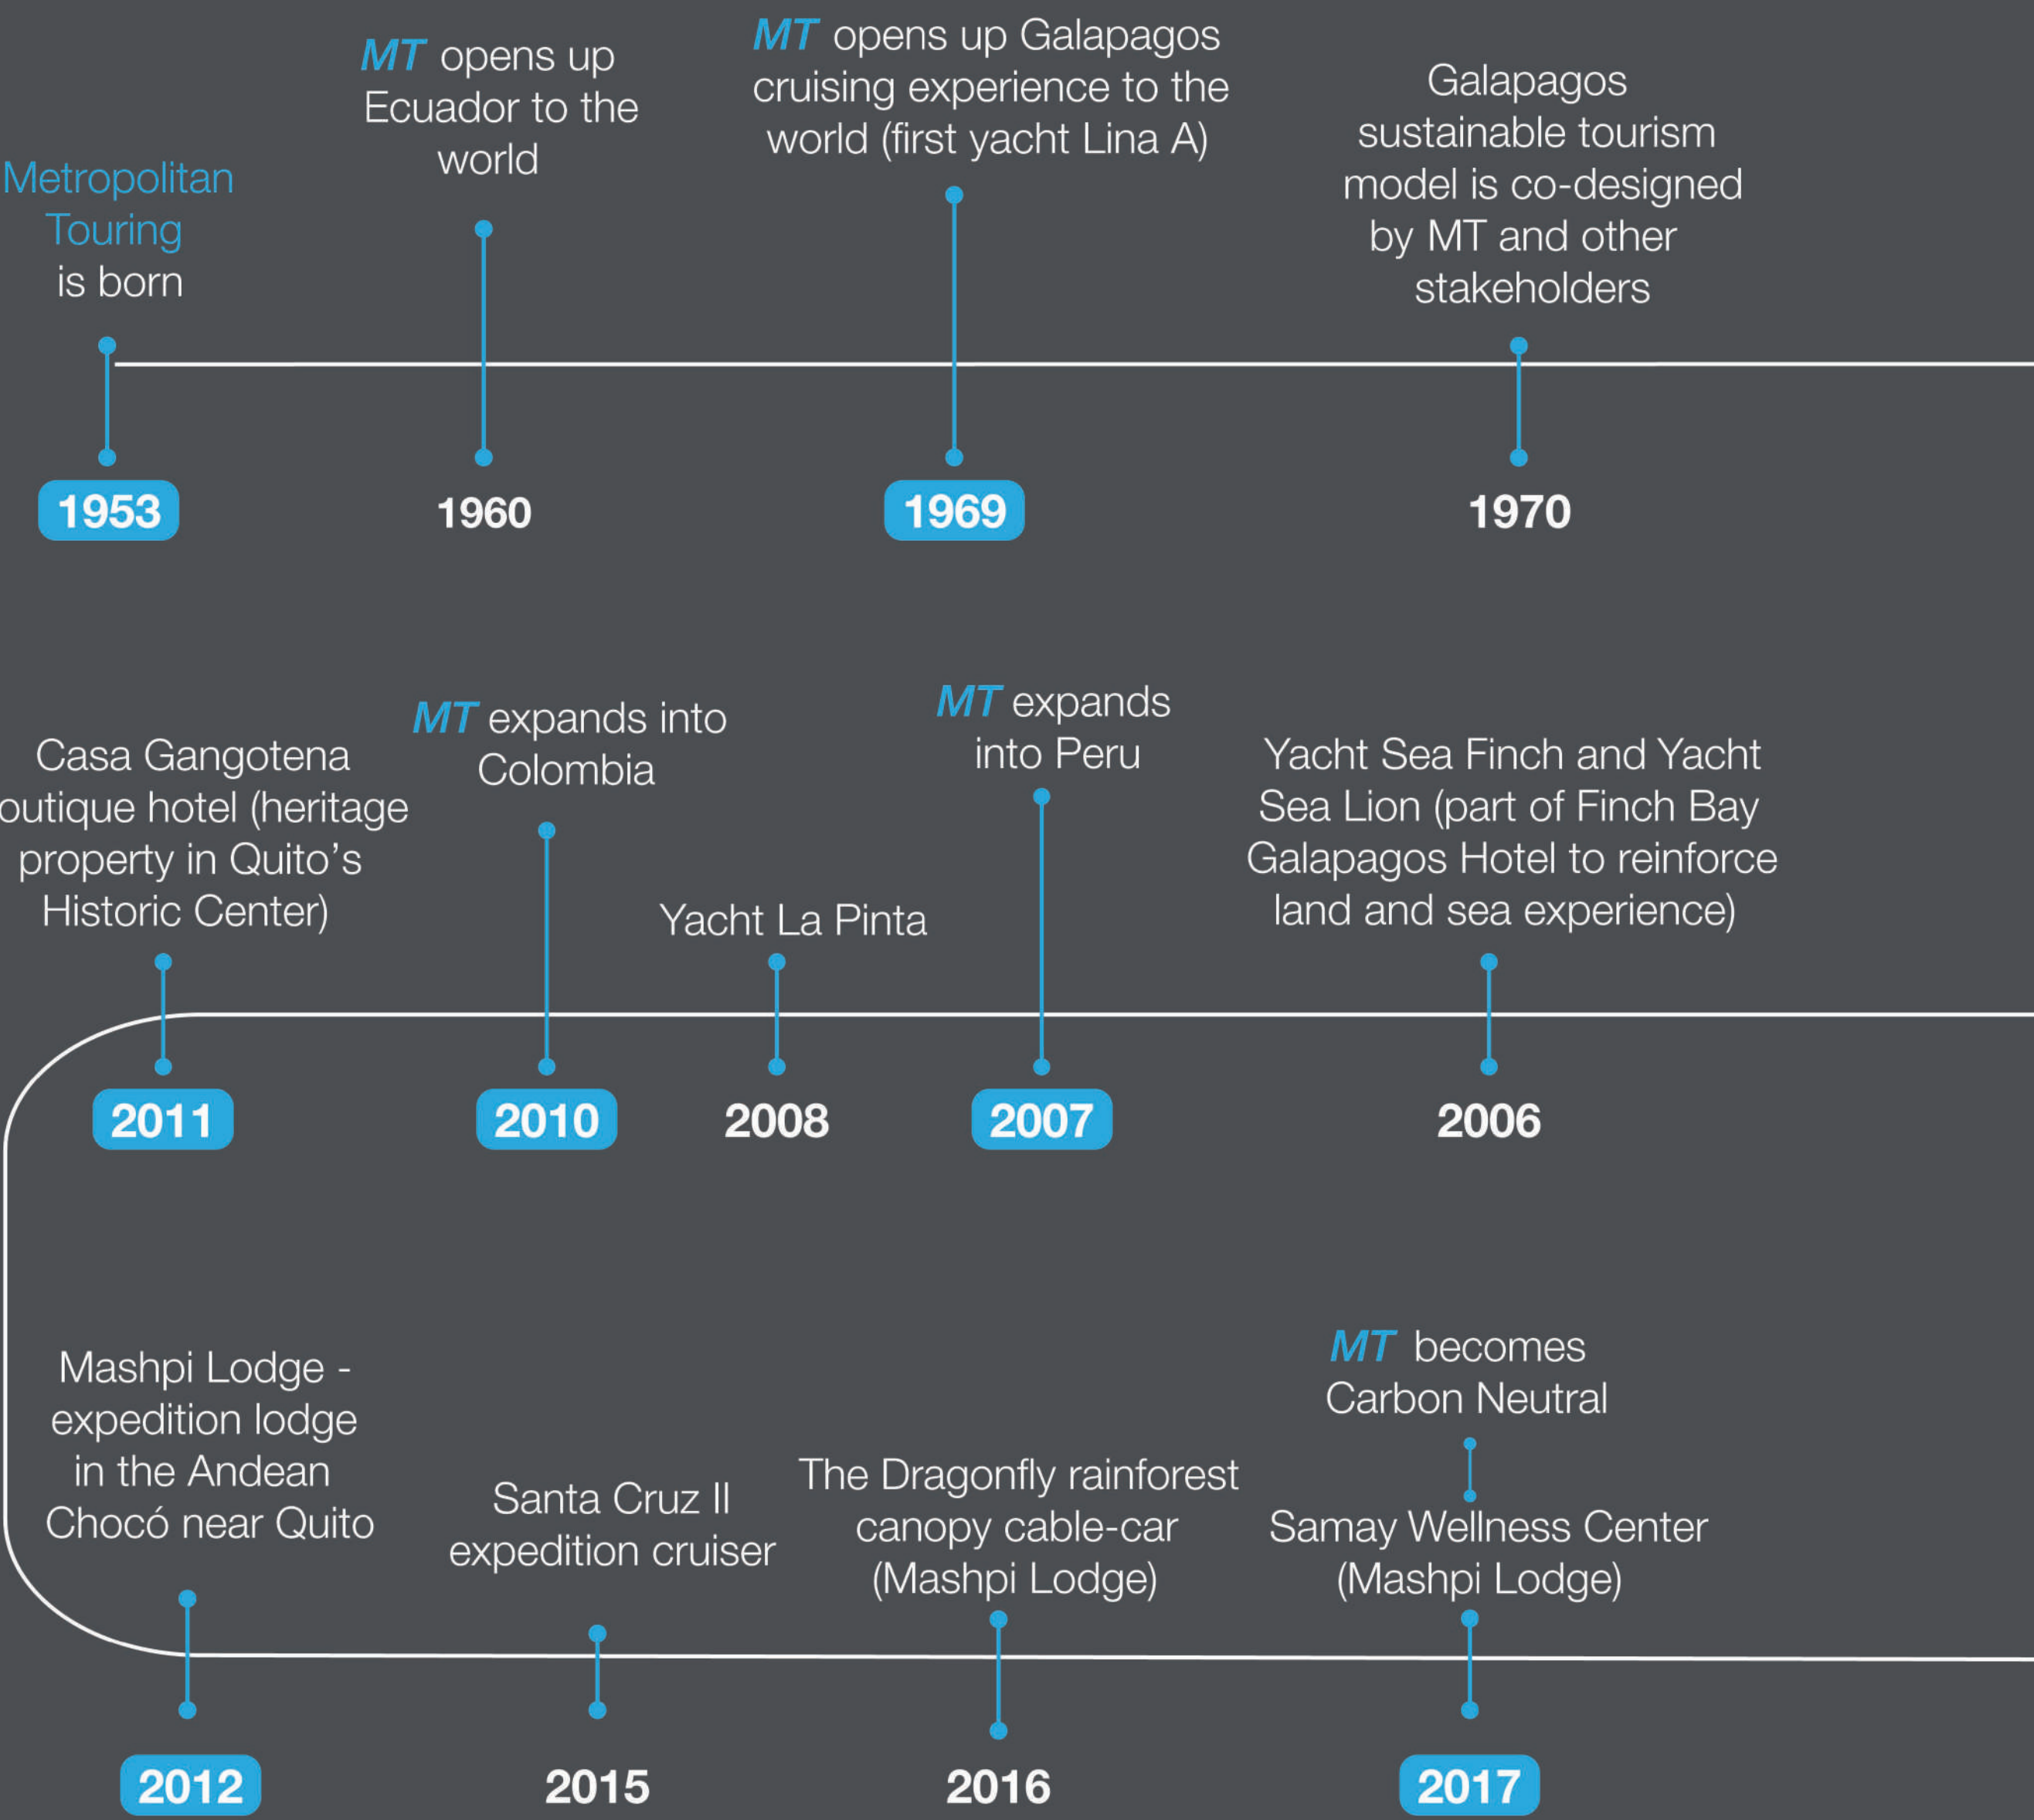 Metropolitan
Touring
is born
1953
MT opens up
Ecuador to the
world
1960
MT opens up Galapagos
cruising experience to the
world (first yacht Lina A)
1969
Galapagos
sustainable tourism
model is co-designed
by MT and other
stakeholders
1970
Casa Gangotena
outique hotel (heritage
property in Quito's
Historic Center)
2011
MT expands into
Colombia
2010
Yacht La Pinta
2008
MT expands
into Peru
2007
Yacht Sea Finch and Yacht
Sea Lion (part of Finch Bay
Galapagos Hotel to reinforce
land and sea experience)
2006
Mashpi Lodge -
expedition lodge
in the Andean
Chocó near Quito
2012
Santa Cruz II
expedition cruiser
2015
The Dragonfly rainforest
canopy cable-car
(Mashpi Lodge)
2016
MT becomes
Carbon Neutral
Samay Wellness Center
(Mashpi Lodge)
2017